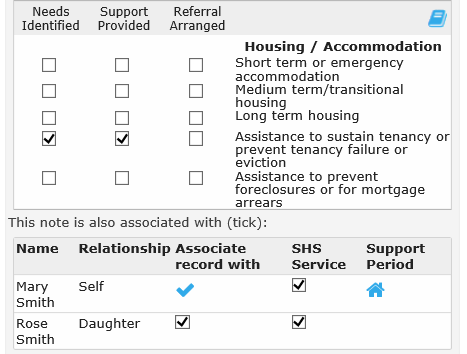 Needs Support Referral
Identified Provided Arranged
Housing / Accommodation
Short term or emergency
accommodation
Medium term/transitional
housing
Long term housing
Assistance to sustain tenancy or
prevent tenancy failure or
eviction
Assistance to prevent
foreclosures or for mortgage
arrears
This note is also associated with (tick):
Name Relationship Associate SHS Support
record with Service Period
Mary Self
Smith
Rose Daughter
Smith